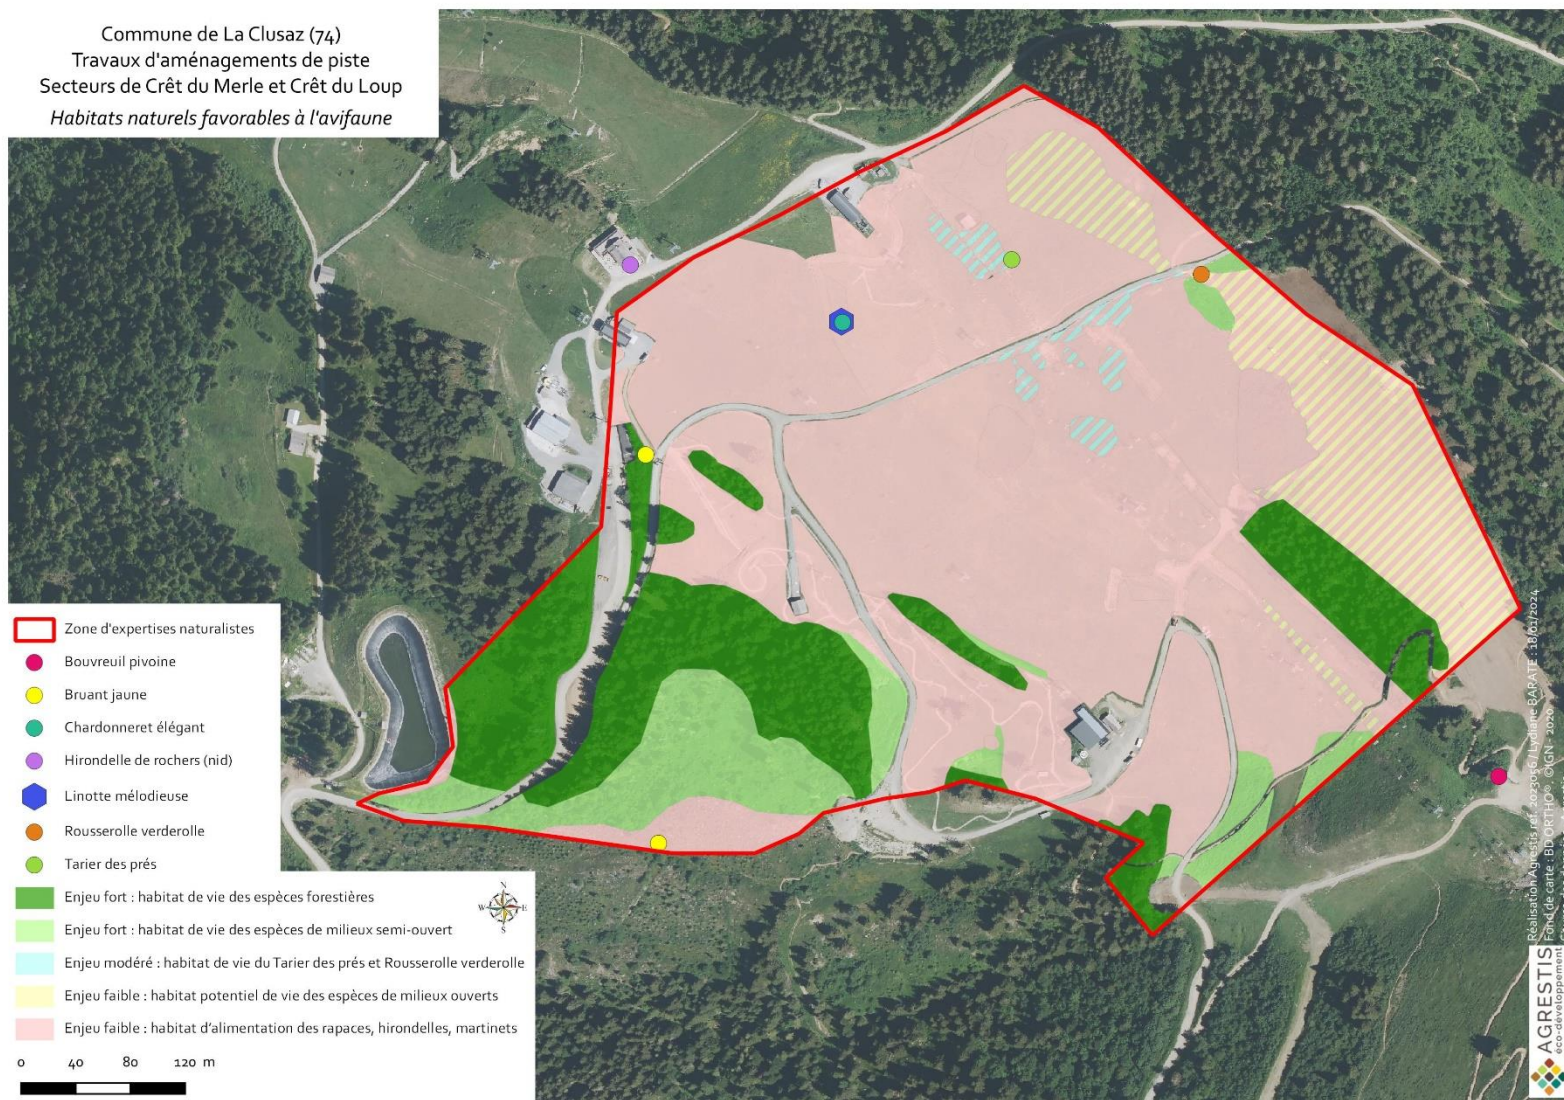 Commune de La Clusaz (74)
Travaux d'aménagements de piste
Secteurs de Crêt du Merle et Crêt du Loup
Habitats naturels favorables à l'avifaune
Zone d'expertises naturalistes
Bouvreuil pivoine
Bruant jaune
Chardonneret élégant
Hirondelle de rochers (nid)
Linotte mélodieuse
Rousserolle verderolle
Tarier des prés
Enjeu fort : habitat de vie des espèces forestières
Enjeu fort : habitat de vie des espèces de milieux semi-ouvert
Enjeu modéré : habitat de vie du Tarier des prés et Rousserolle verderolle
Enjeu faible : habitat potentiel de vie des espèces de milieux ouverts
Enjeu faible : habitat d'alimentation des rapaces, hirondelles, martinets
N
W E
S
0 40 80 120 m
Réalisation Agrestis ref. 2023056 / Lydiane BARATE : 18/01/2024
Fond de carte : BD ORTHO®, ©IGN - 2020
AGRESTIS
éco-développement